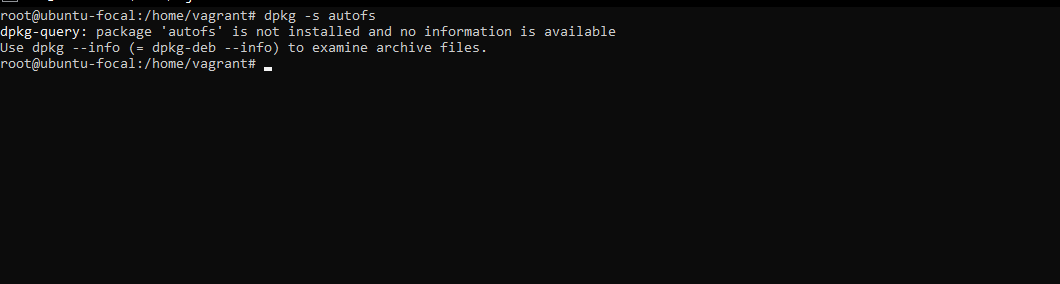 root@ubuntu-focal:/home/vagrant# dpkg -s autofs
dpkg-query: package 'autofs' is not installed and no information is available
Use dpkg --info (= dpkg-deb --info) to examine archive files.
root@ubuntu-focal:/home/vagrant#